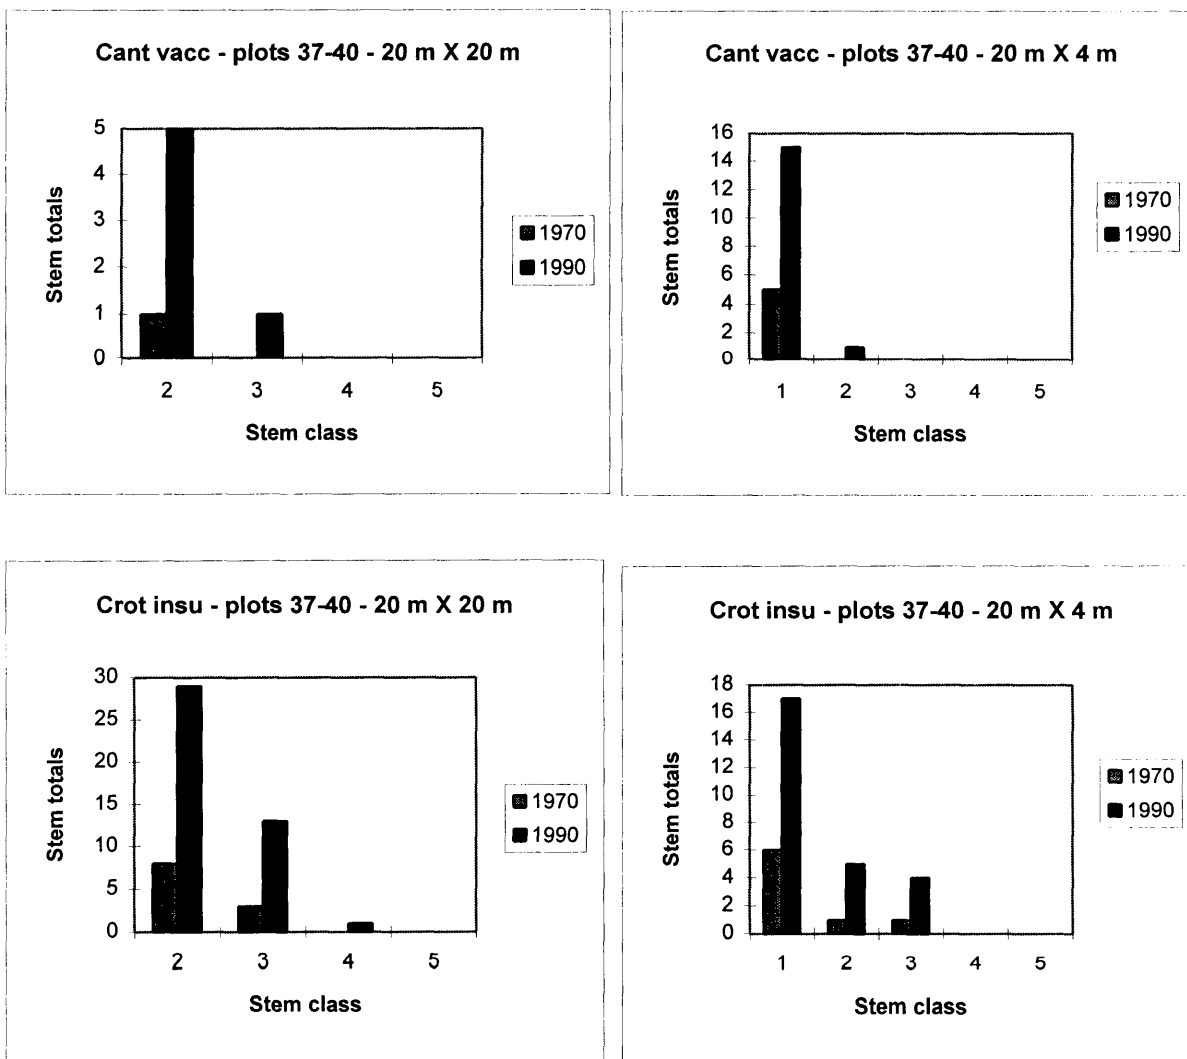 Cant vacc - plots 37-40 - 20 m X 20 m
5
4
3
2
1
0
Stem totals
2 3 4 5
Stem class
1970
1990
Cant vacc - plots 37-40 - 20 m X 4 m
16
14
12
10
8
6
4
2
0
Stem totals
1 2 3 4 5
Stem class
1970
1990
Crot insu - plots 37-40 - 20 m X 20 m
30
25
20
15
10
5
0
Stem totals
2 3 4 5
Stem class
1970
1990
Crot insu - plots 37-40 - 20 m X 4 m
18
16
14
12
10
8
6
4
2
0
Stem totals
1 2 3 4 5
Stem class
1970
1990